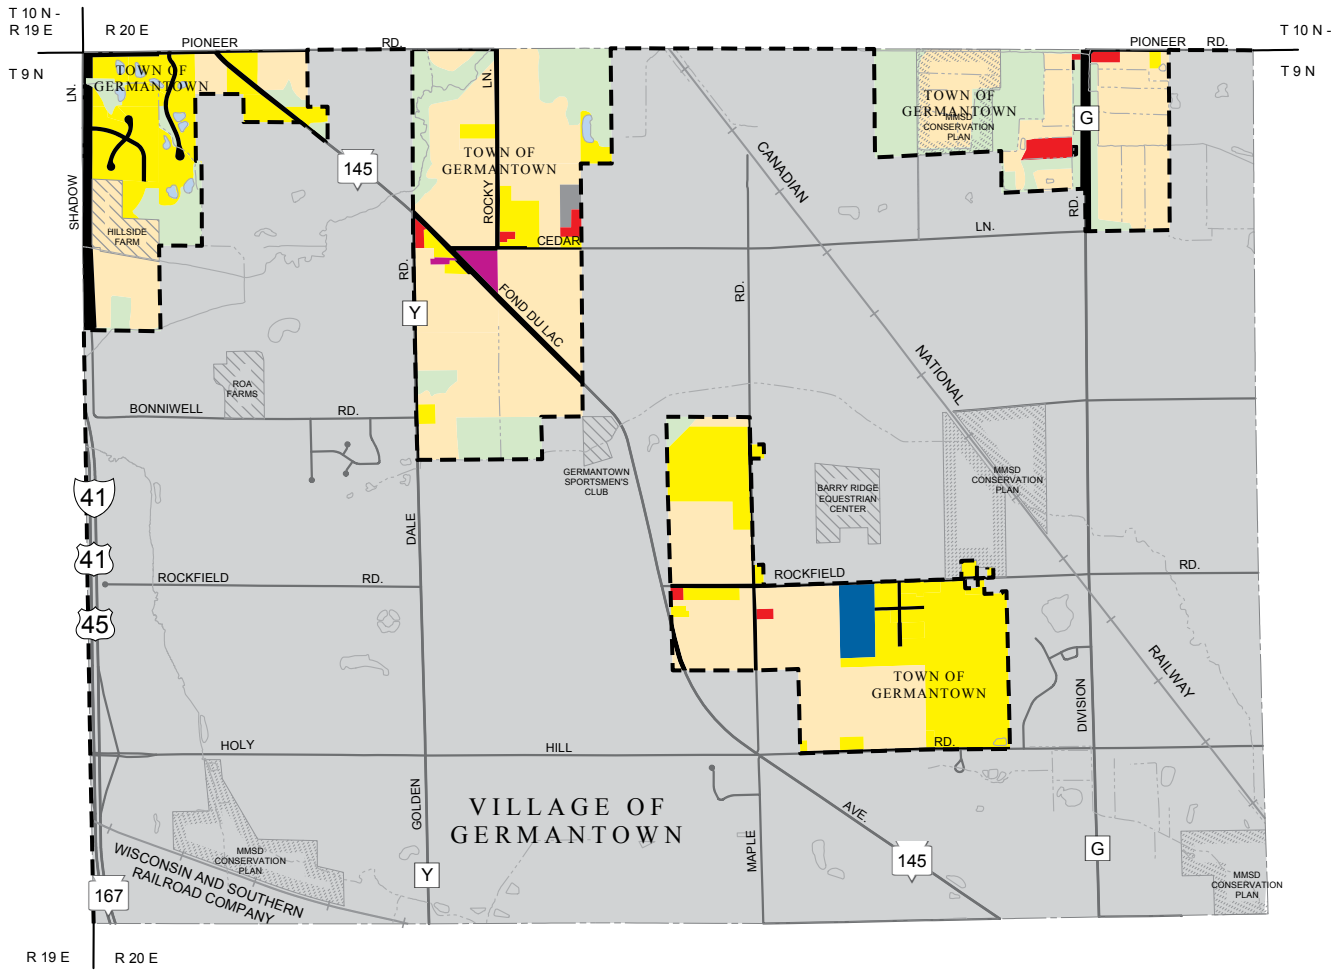 T 10 N -
R 19 E
R 20 E
T 10 N -
T 9 N
T 9 N
PIONEER
RD.
PIONEER
RD.
TOWN OF
GERMANTOWN
LN.
SHADOW
HILLSIDE
FARM
145
LN.
ROCKY
TOWN OF
GERMANTOWN
CEDAR
LN.
CANADIAN
NATIONAL
RAILWAY
TOWN OF
GERMANTOWN
MMSD
CONSERVATION
PLAN
G
RD.
RD.
Y
FOND DU LAC
RD.
ROA
FARMS
BONNIWELL
RD.
GERMANTOWN
SPORTSMEN'S
CLUB
BARRY RIDGE
EQUESTRIAN
CENTER
MMSD
CONSERVATION
PLAN
41
41
45
DALE
ROCKFIELD
RD.
ROCKFIELD
RD.
TOWN OF
GERMANTOWN
DIVISION
HOLY
HILL
RD.
GOLDEN
VILLAGE OF
GERMANTOWN
MAPLE
AVE.
145
G
Y
MMSD
CONSERVATION
PLAN
WISCONSIN AND SOUTHERN
RAILROAD COMPANY
167
MMSD
CONSERVATION
PLAN
R 19 E
R 20 E